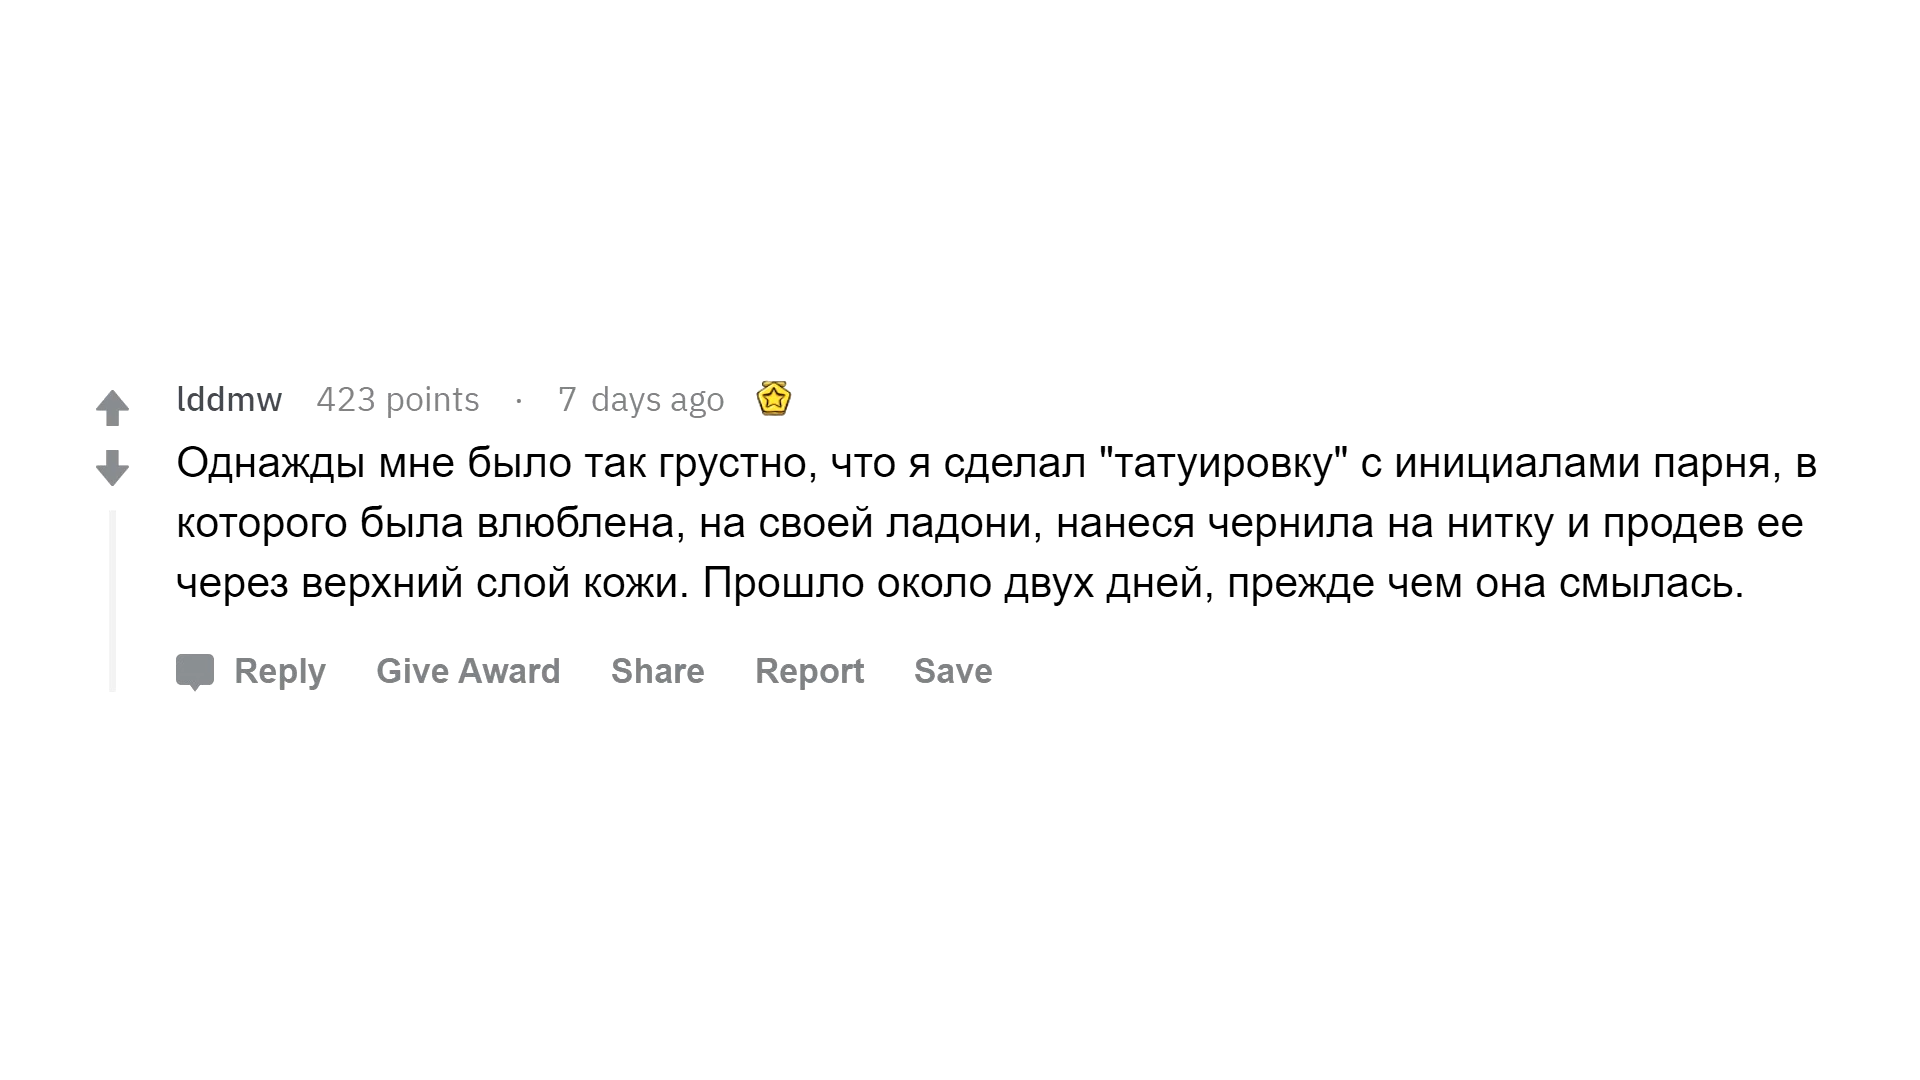 lddmw 423 points · 7 days ago
Однажды мне было так грустно, что я сделал "татуировку" с инициалами парня, в
которого была влюблена, на своей ладони, нанеся чернила на нитку и продев ее
через верхний слой кожи. Прошло около двух дней, прежде чем она смылась.
Reply Give Award Share Report Save